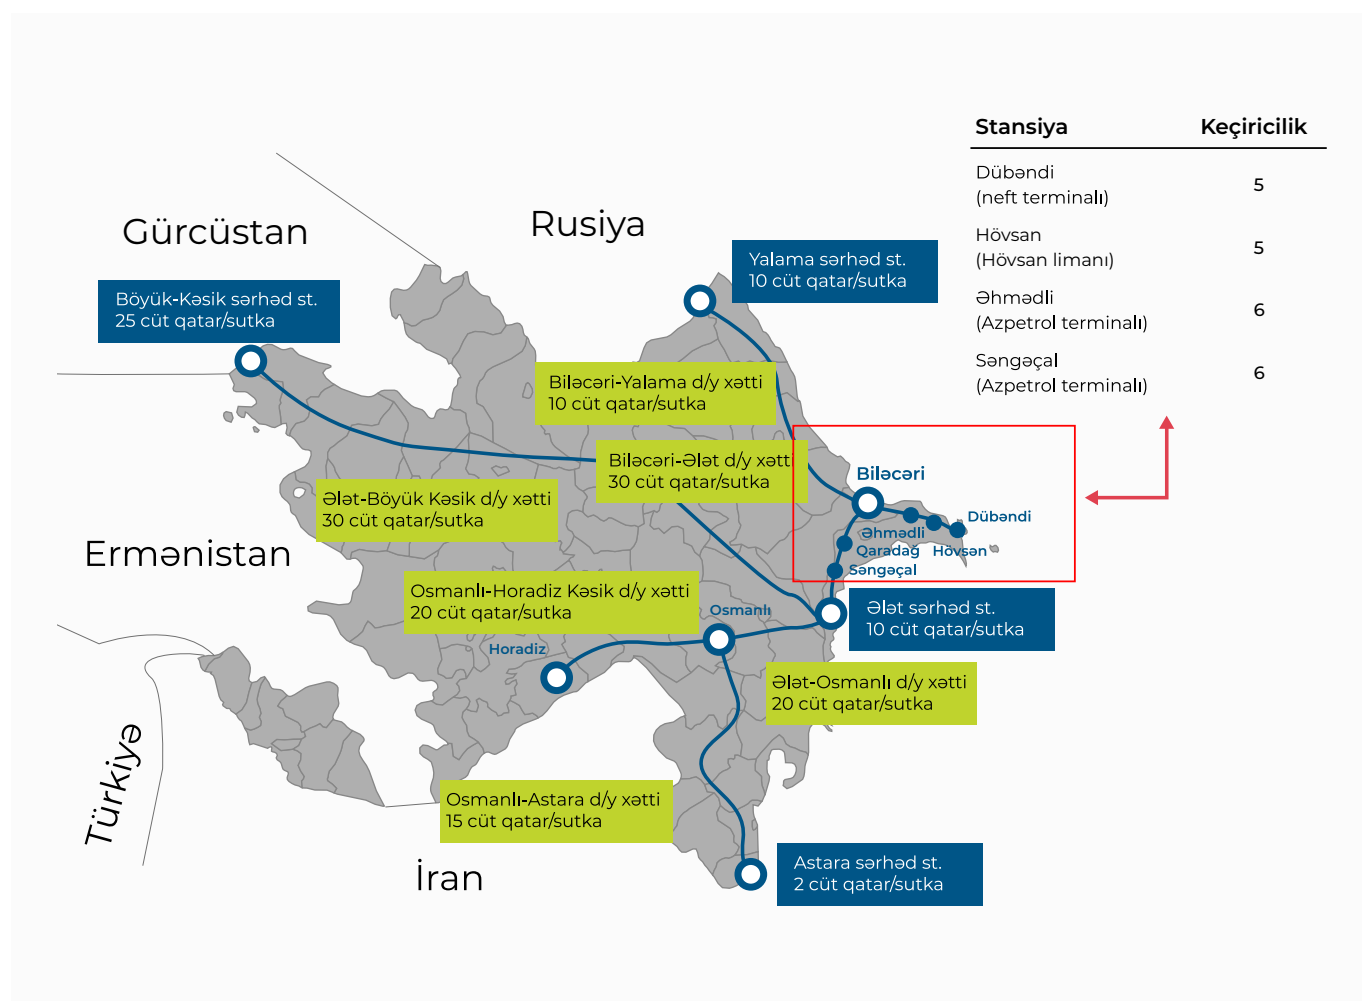 Stansiya Keçiricilik
Dübəndi
(neft terminalı)
5
Hövsan
(Hövsan limanı)
5
Əhmədli
(Azpetrol terminalı)
6
Səngəçal
(Azpetrol terminalı)
6
Gürcüstan
Rusiya
Yalama sərhəd st.
10 cüt qatar/sutka
Böyük-Kəsik sərhəd st.
25 cüt qatar/sutka
Biləcəri-Yalama d/y xətti
10 cüt qatar/sutka
Biləcəri-Ələt d/y xətti
30 cüt qatar/sutka
Biləcəri
Ələt-Böyük Kəsik d/y xətti
30 cüt qatar/sutka
Dübəndi
Əhmədli
Qaradağ
Hövsən
Səngəçal
Ermənistan
Osmanlı-Horadiz Kəsik d/y xətti
20 cüt qatar/sutka
Osmanlı
Ələt sərhəd st.
10 cüt qatar/sutka
Horadiz
Ələt-Osmanlı d/y xətti
20 cüt qatar/sutka
Türkiyə
Osmanlı-Astara d/y xətti
15 cüt qatar/sutka
İran
Astara sərhəd st.
2 cüt qatar/sutka